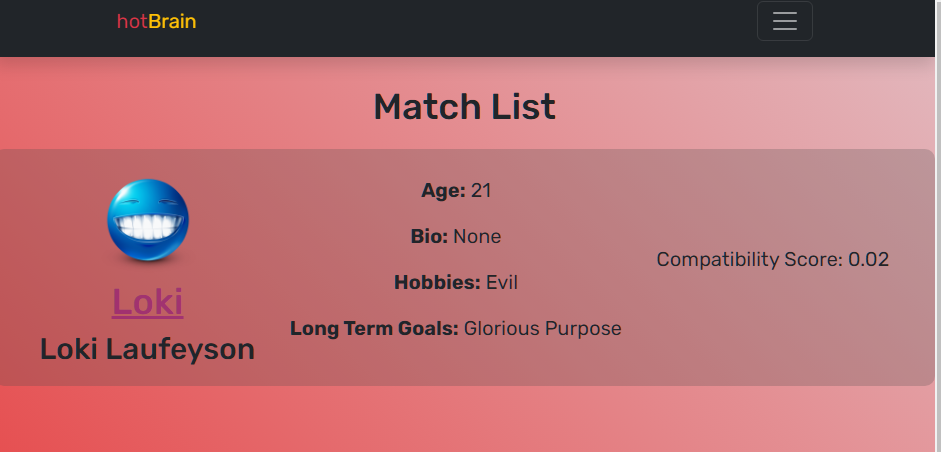 hotBrain
Match List
Loki
Loki Laufeyson
Age: 21
Bio: None
Hobbies: Evil
Long Term Goals: Glorious Purpose
Compatibility Score: 0.02